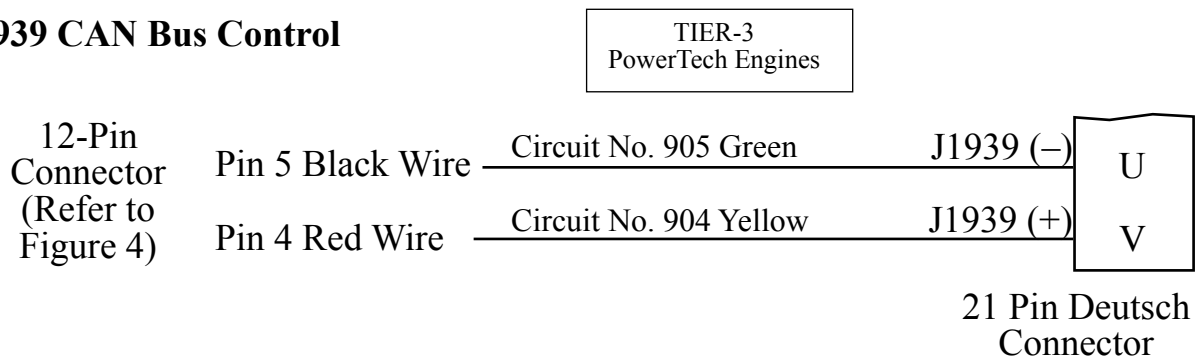 939 CAN Bus Control
TIER-3
PowerTech Engines
12-Pin
Connector
(Refer to
Figure 4)
Pin 5 Black Wire
Circuit No. 905 Green
J1939 (–)
U
Pin 4 Red Wire
Circuit No. 904 Yellow
J1939 (+)
V
21 Pin Deutsch
Connector